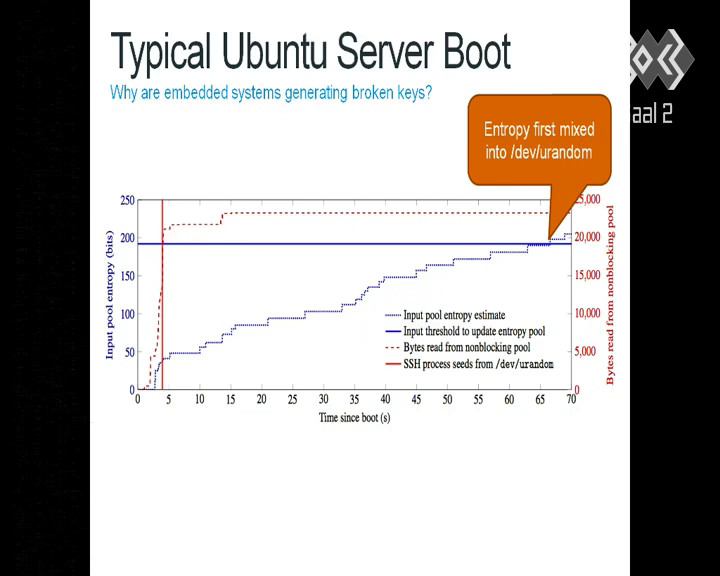 Typical Ubuntu Server Boot
Why are embedded systems generating broken keys?
aal 2
Entropy first mixed
into /dev/urandom
250
200
150
100
50
0
Input pool entropy (bits)
5,000
20,000
15,000
10,000
5,000
0
Bytes read from nonblocking pool
Input pool entropy estimate
Input threshold to update entropy pool
Bytes read from nonblocking pool
SSH process seeds from /dev/urandom
0 5 10 15 20 25 30 35 40 45 50 55 60 65 70
Time since boot (s)